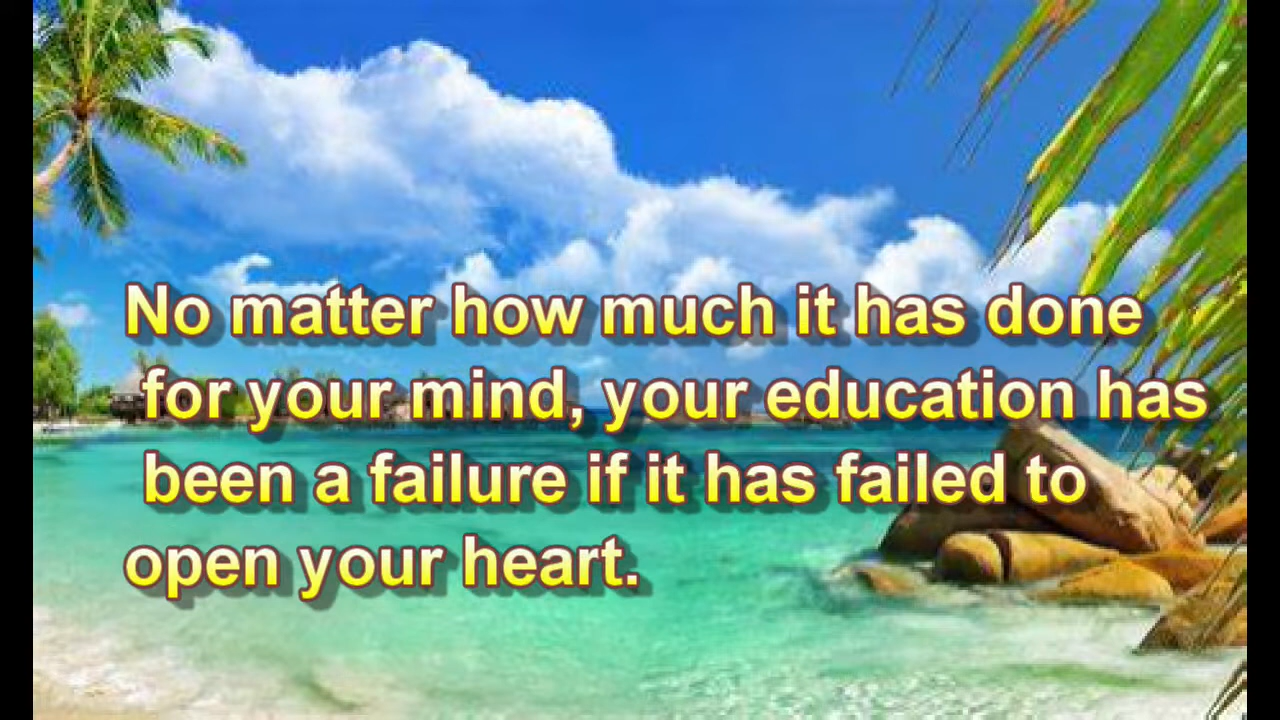 No matter how much it has done
for your mind, your education has
been a failure if it has failed to
open your heart.